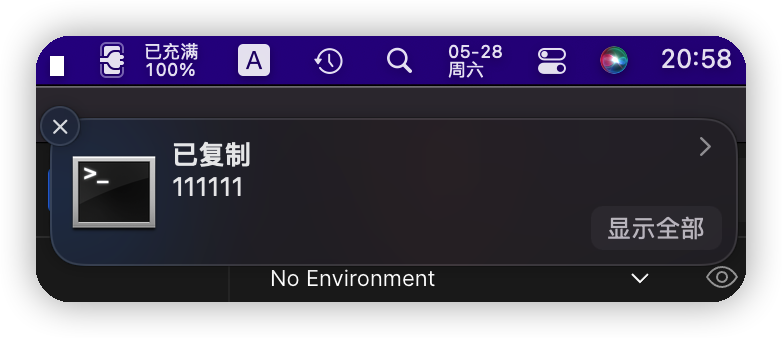 已充满
100%
A
05-28
周六
20:58
已复制
>_
111111
显示全部
No Environment